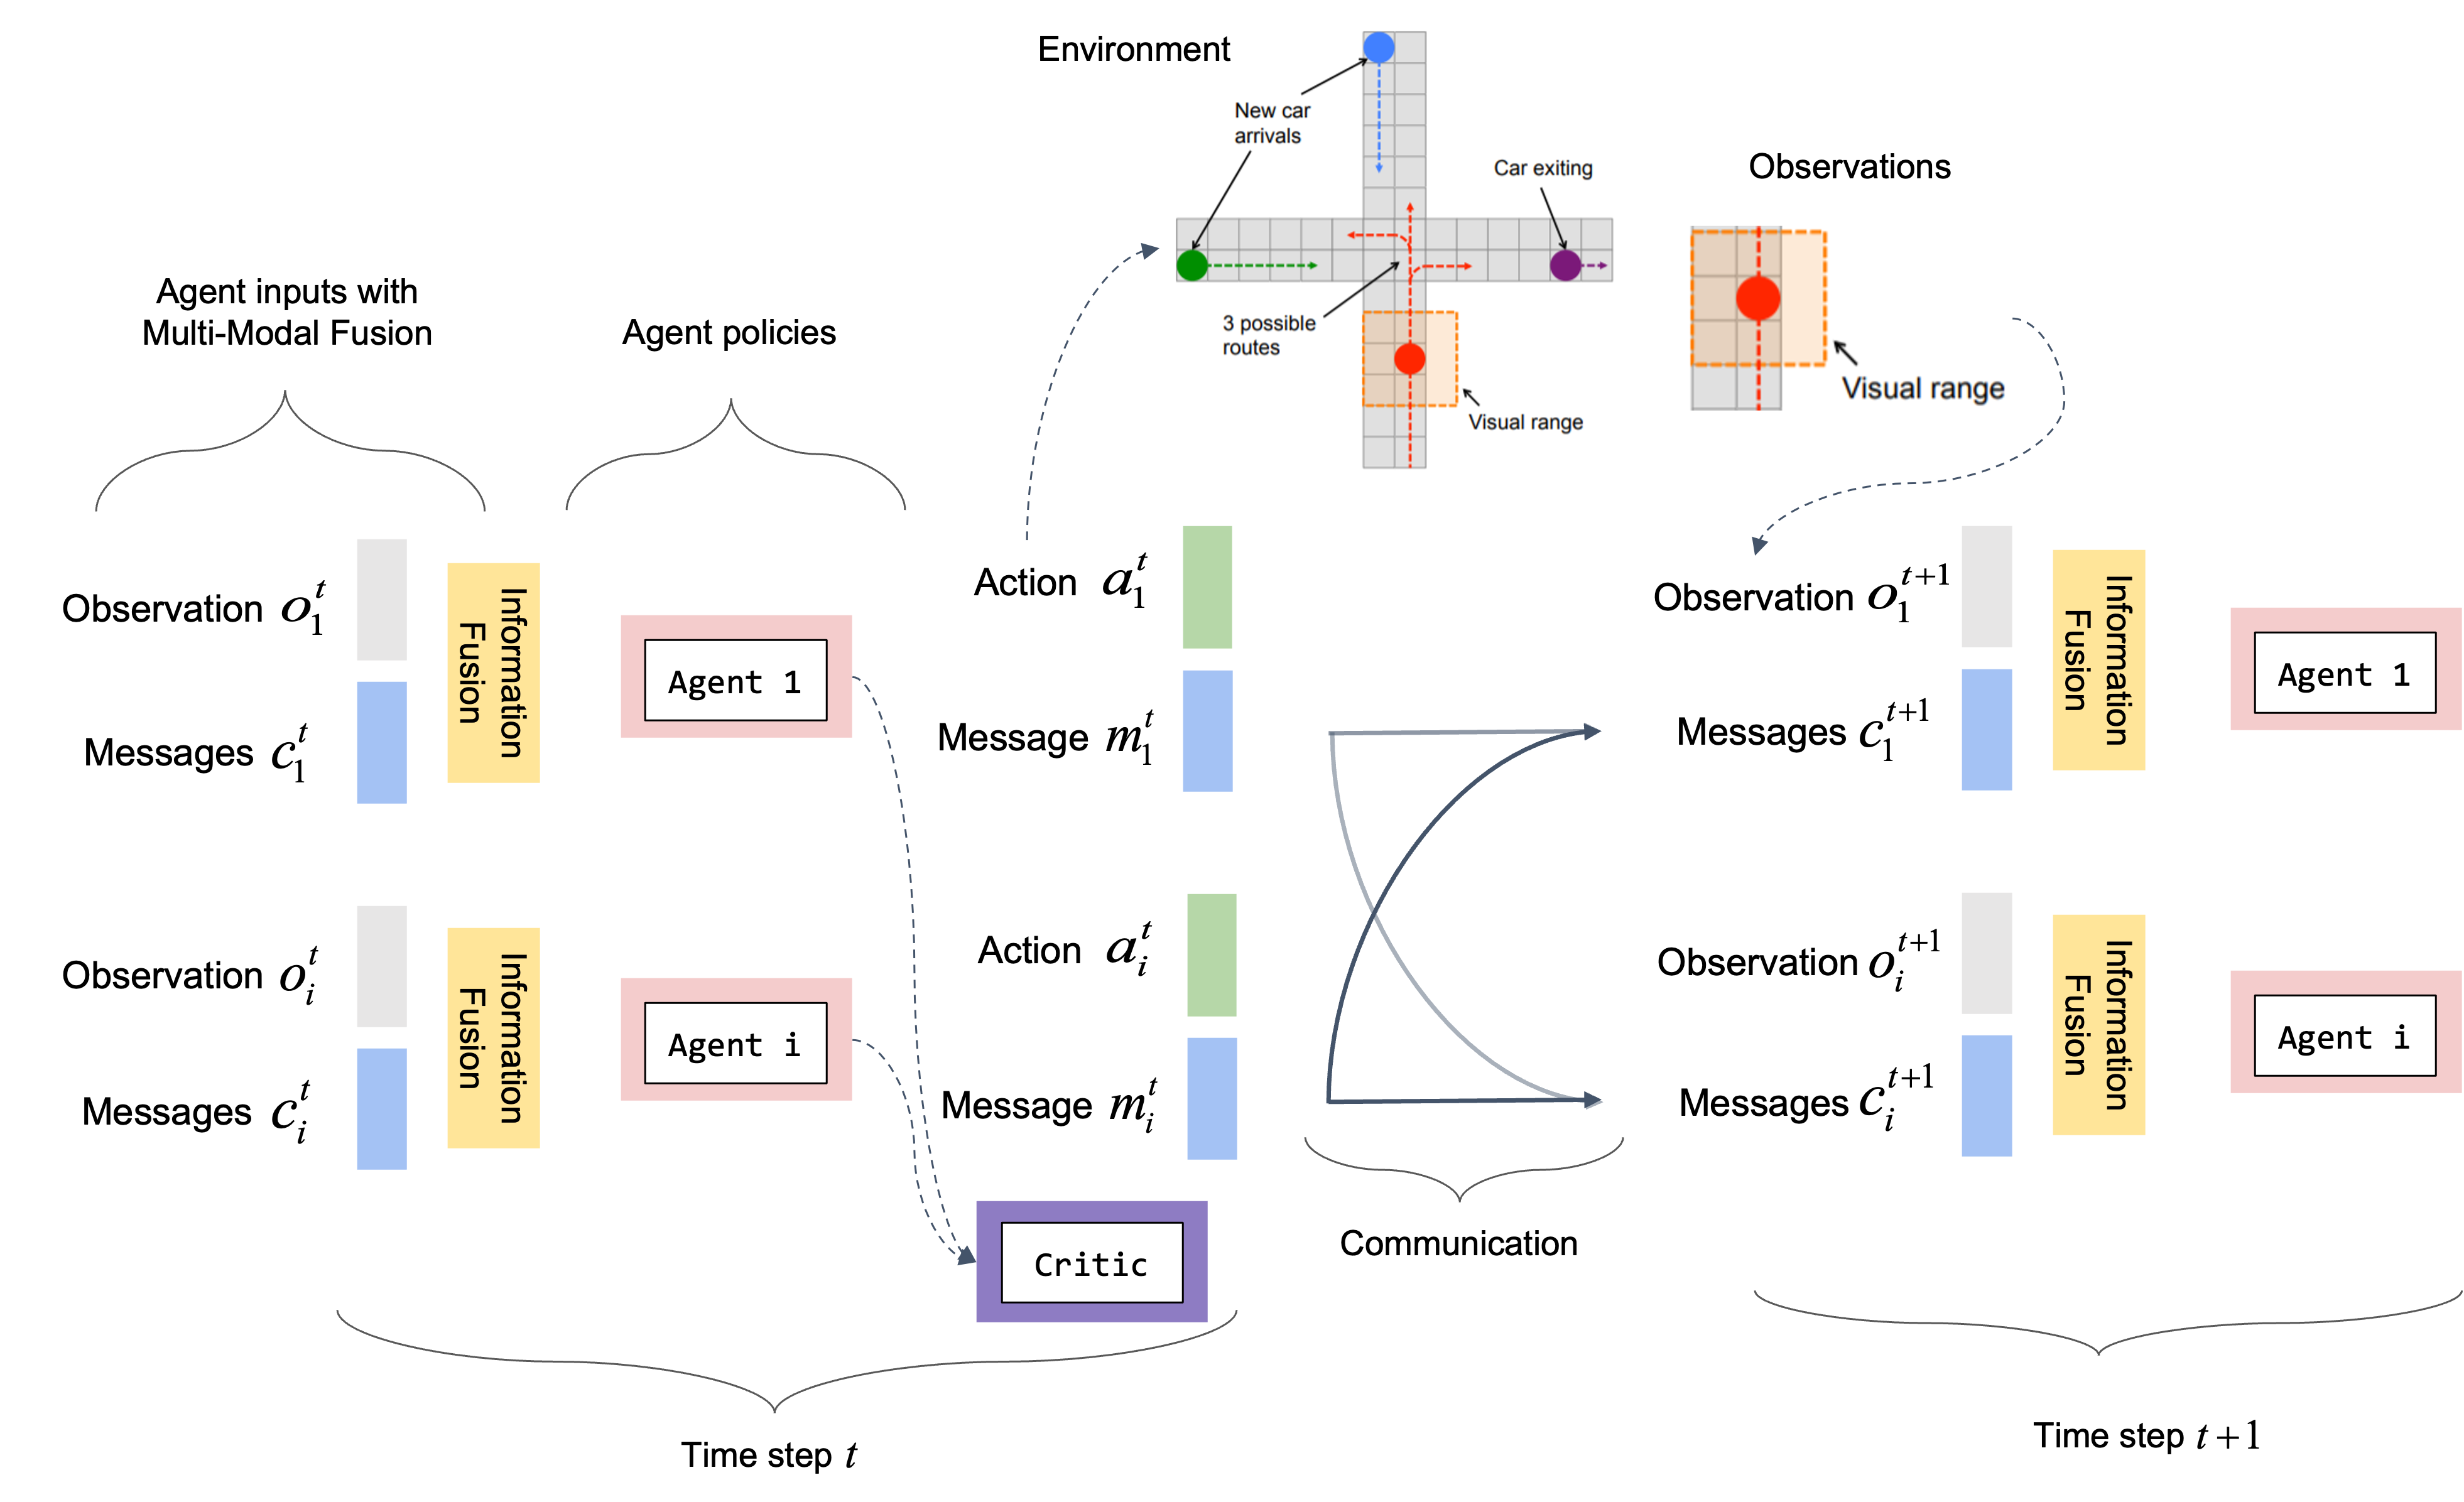 Environment
New car
arrivals
Car exiting
3 possible
routes
Visual range
Observations
Visual range
Agent inputs with
Multi-Modal Fusion
Agent policies
Observation o_1^t
Messages c_1^t
Information
Fusion
Agent 1
Action a_1^t
Message m_1^t
Observation o_1^{t+1}
Messages c_1^{t+1}
Information
Fusion
Agent 1
Observation o_i^t
Messages c_i^t
Information
Fusion
Agent i
Action a_i^t
Message m_i^t
Observation o_i^{t+1}
Messages c_i^{t+1}
Information
Fusion
Agent i
Critic
Communication
Time step t
Time step t+1